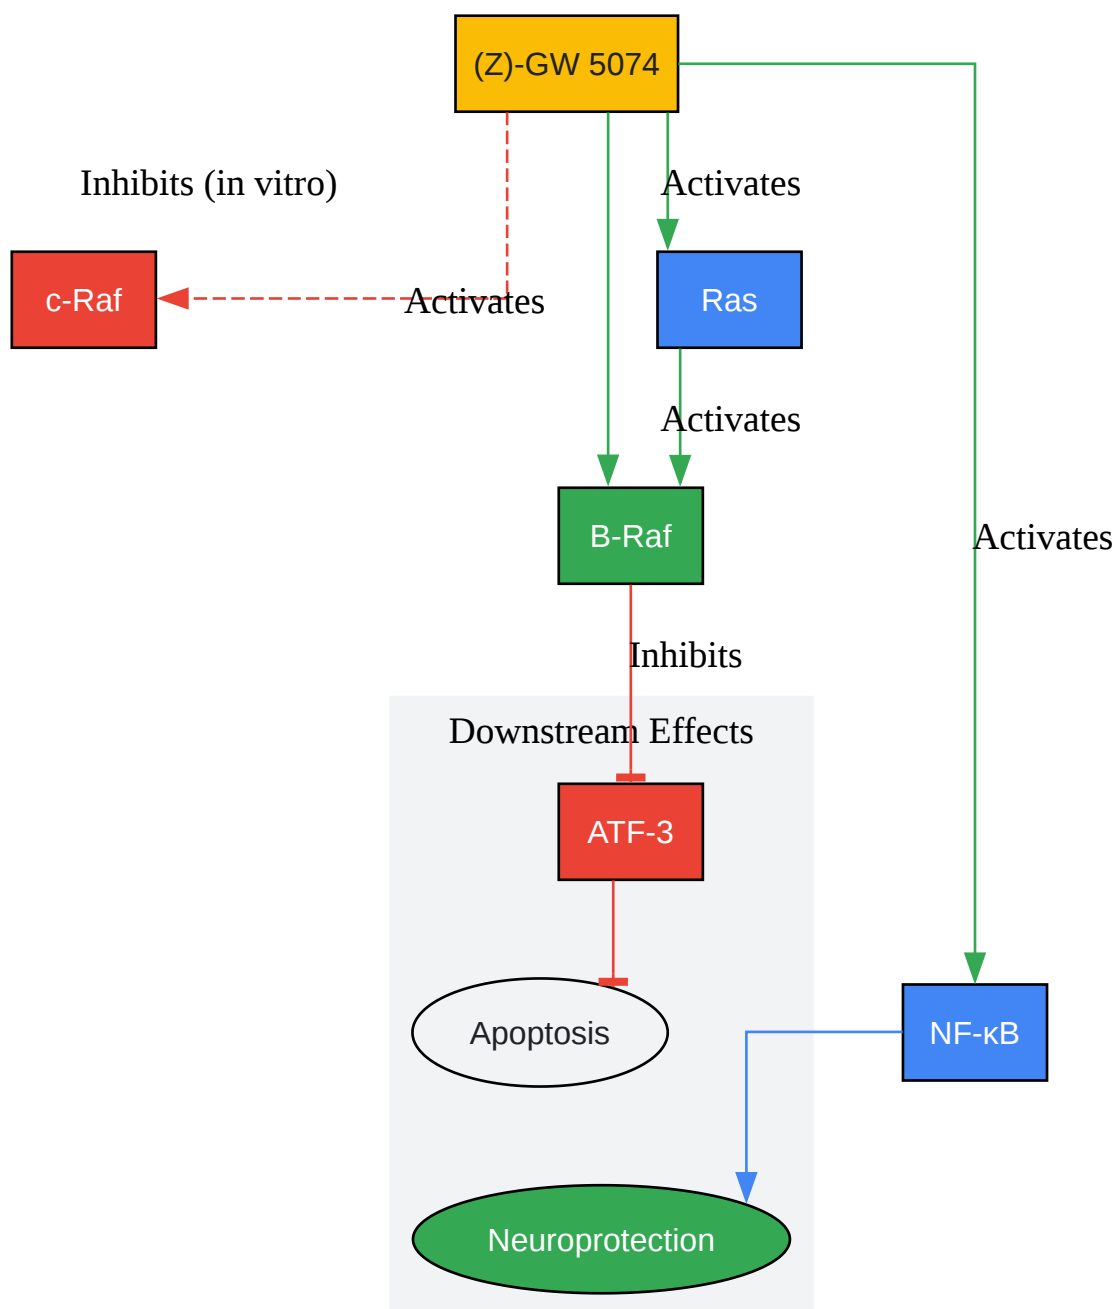 (Z)-GW 5074
Inhibits (in vitro)
Activates
c-Raf
Activates
Ras
Activates
B-Raf
Activates
Inhibits
Downstream Effects
ATF-3
Apoptosis
NF-κB
Neuroprotection